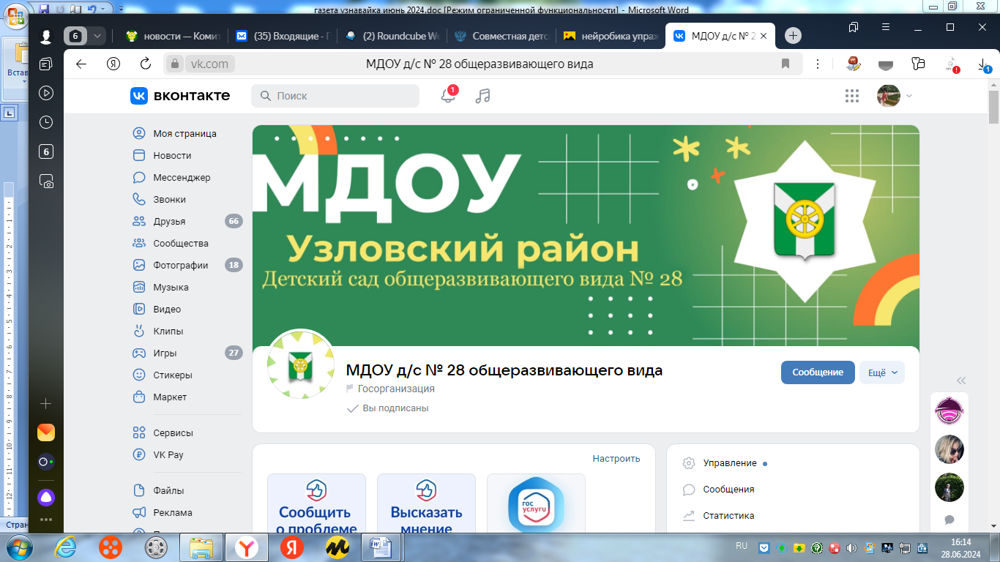 газета узнавайка июнь 2024.doc [Режим ограниченной функциональности] - Microsoft Word
6
новости — Комит
(35) Входящие - П
(2) Roundcube We
Совместная детс
нейробика упраж
МДОУ д/с № 2
vk.com
МДОУ д/с № 28 общеразвивающего вида
1
Встав
вконтакте
Поиск
1
6
Моя страница
Новости
Мессенджер
Звонки
Друзья 66
Сообщества
Фотографии 18
Музыка
Видео
Клипы
Игры 27
Стикеры
Маркет
Сервисы
VK Pay
Файлы
Реклама
МДОУ
Узловский район
Детский сад общеразвивающего вида № 28
МДОУ д/с № 28 общеразвивающего вида
Госорганизация
Вы подписаны
Сообщение
Ещё
Настроить
Сообщить
о проблеме
Высказать
мнение
гос
услуги
Управление
Сообщения
Статистика
Стран
RU
16:14
28.06.2024